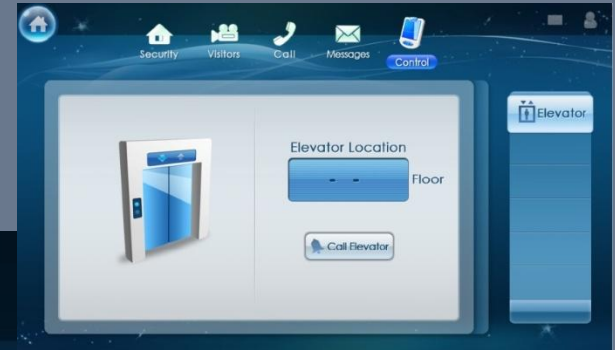 Security
Visitors
Call
Messages
Control
Elevator
Elevator Location
- -
Floor
Call Elevator